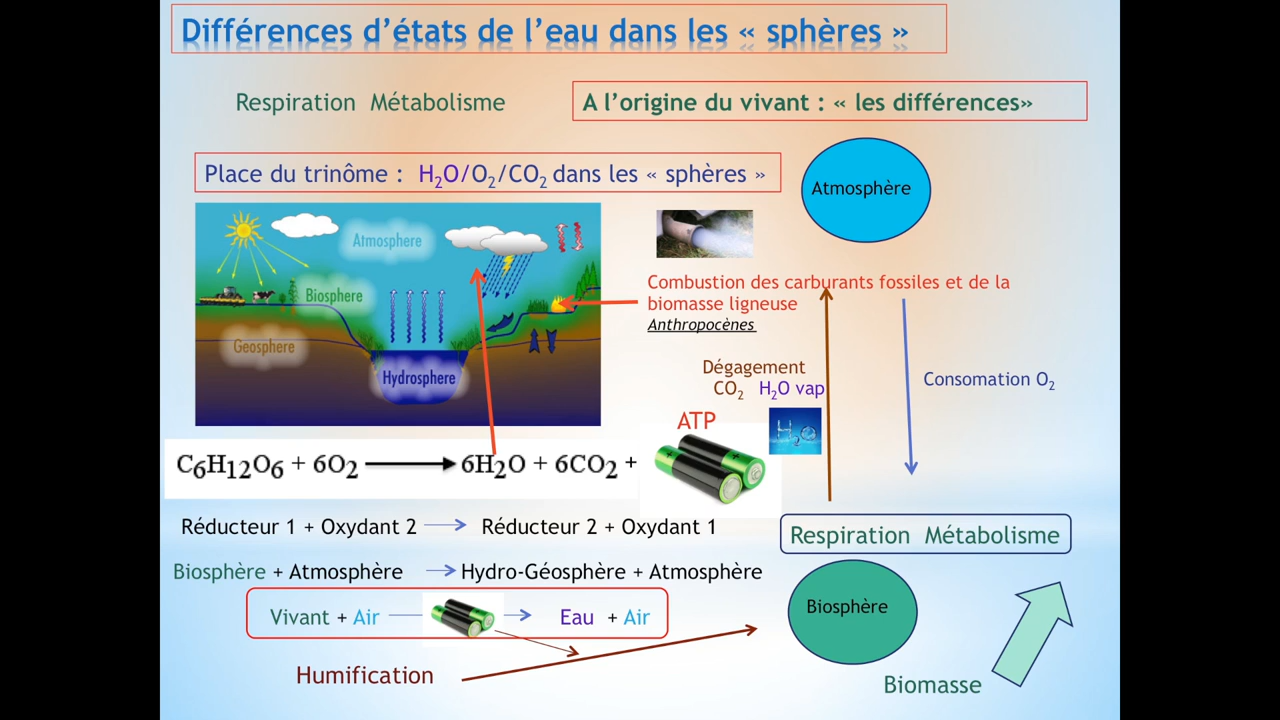 Différences d’états de l’eau dans les « sphères »
Respiration Métabolisme
A l’origine du vivant : « les différences»
Place du trinôme : H2O/O2/CO2 dans les « sphères »
Atmosphère
Atmosphere
Biosphere
Geosphere
Hydrosphere
Combustion des carburants fossiles et de la
biomasse ligneuse
Anthropocènes
Dégagement
CO2 H2O vap
Consomation O2
ATP
H2O
C6H12O6 + 6O2 → 6H2O + 6CO2 +
Réducteur 1 + Oxydant 2 → Réducteur 2 + Oxydant 1
Respiration Métabolisme
Biosphère + Atmosphère → Hydro-Géosphère + Atmosphère
Biosphère
Vivant + Air → Eau + Air
Humification
Biomasse